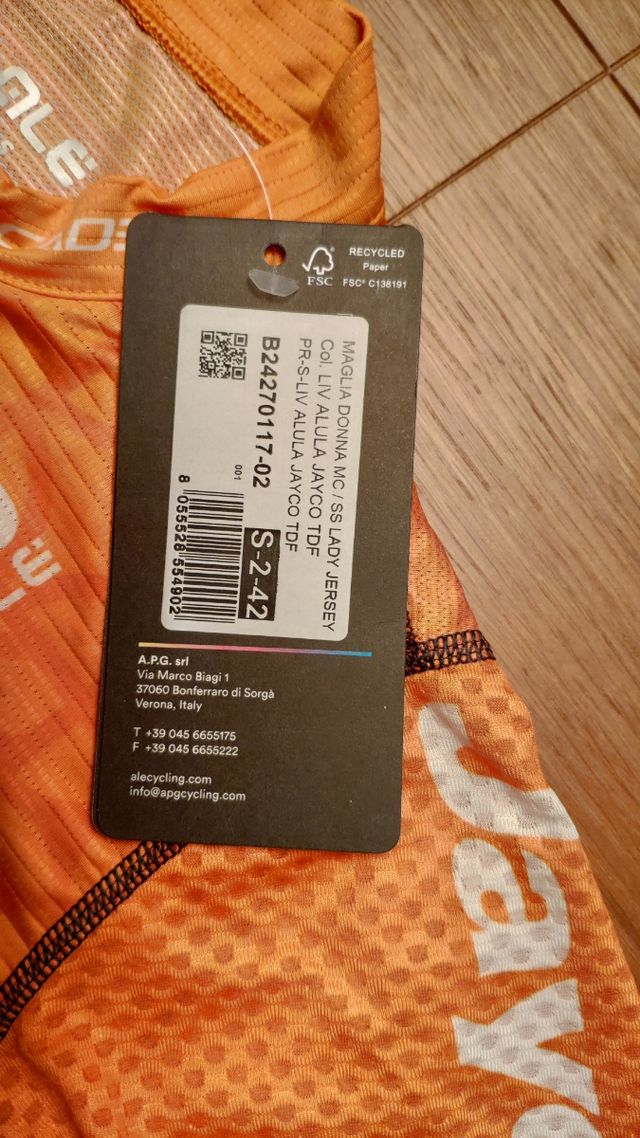 ALÉ
RECYCLED
Paper
FSC
FSC® C138191
MAGLIA DONNA MC / SS LADY JERSEY
Col. LIV ALULA JAYCO TDF
PR-S-LIV ALULA JAYCO TDF
B24270117-02
S-2-42
001
8 055528 554902
A.P.G. srl
Via Marco Biagi 1
37060 Bonferraro di Sorgà
Verona, Italy
T +39 045 6655175
F +39 045 6655222
alecycling.com
info@apgcycling.com
Jayc